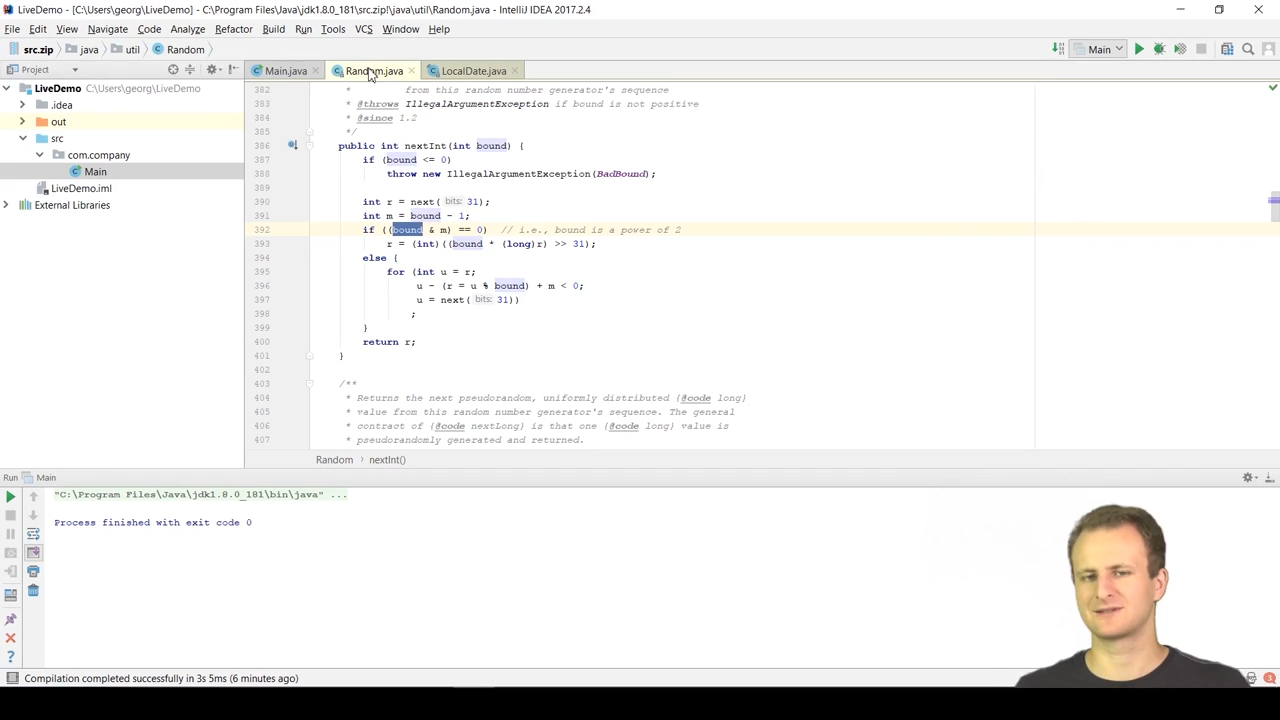 LiveDemo - [C:\Users\georg\LiveDemo] - C:\Program Files\Java\jdk1.8.0_181\src.zip!\java\util\Random.java - IntelliJ IDEA 2017.2.4
File Edit View Navigate Code Analyze Refactor Build Run Tools VCS Window Help
src.zip java util Random Main
Project Main.java Random.java LocalDate.java
LiveDemo C:\Users\georg\LiveDemo
.idea
out
src
com.company
Main
LiveDemo.iml
External Libraries
382 * from this random number generator's sequence
383 * @throws IllegalArgumentException if bound is not positive
384 * @since 1.2
385 */
386 public int nextInt(int bound) {
387 if (bound <= 0)
388 throw new IllegalArgumentException(BadBound);
389
390 int r = next( bits: 31);
391 int m = bound - 1;
392 if ((bound & m) == 0) // i.e., bound is a power of 2
393 r = (int)((bound * (long)r) >> 31);
394 else {
395 for (int u = r;
396 u - (r = u % bound) + m < 0;
397 u = next( bits: 31))
398 ;
399 }
400 return r;
401 }
402
403 /**
404 * Returns the next pseudorandom, uniformly distributed {@code long}
405 * value from this random number generator's sequence. The general
406 * contract of {@code nextLong} is that one {@code long} value is
407 * pseudorandomly generated and returned.
Random nextInt()
Run Main
"C:\Program Files\Java\jdk1.8.0_181\bin\java" ...
Process finished with exit code 0
Compilation completed successfully in 3s 5ms (6 minutes ago)